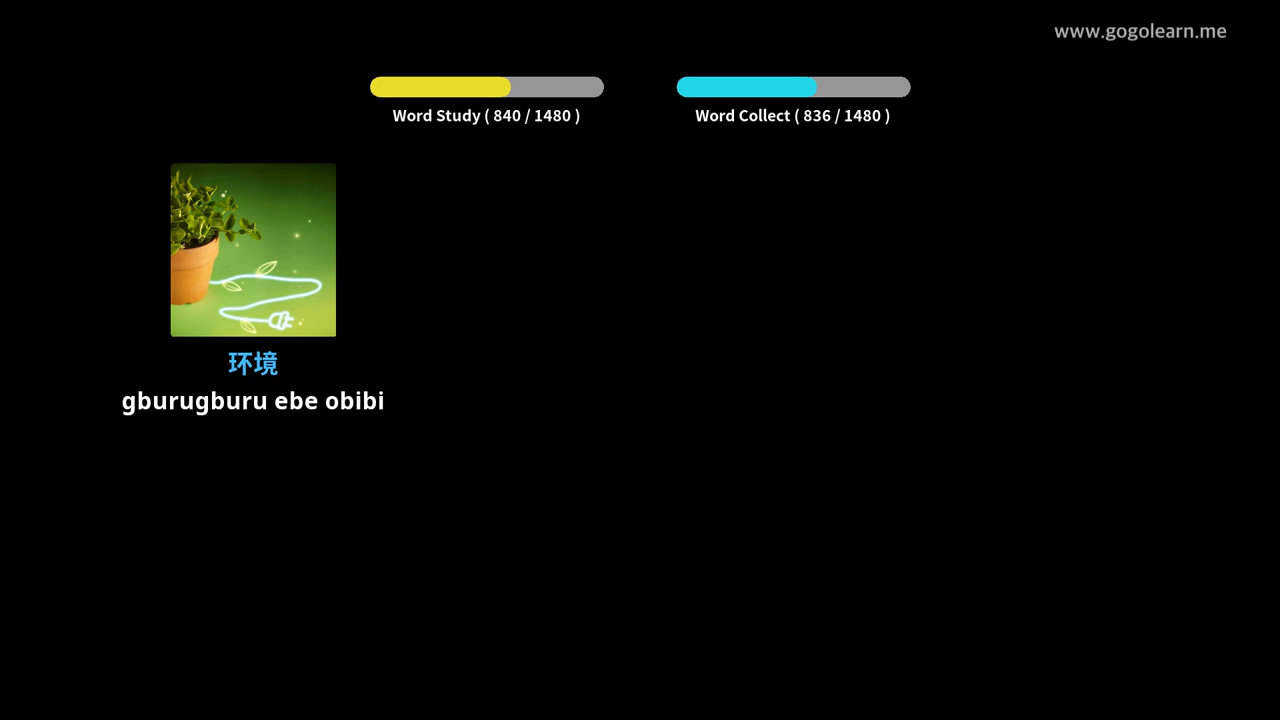 www.gogolearn.me
Word Study ( 840 / 1480 )
Word Collect ( 836 / 1480 )
环境
gburugburu ebe obibi